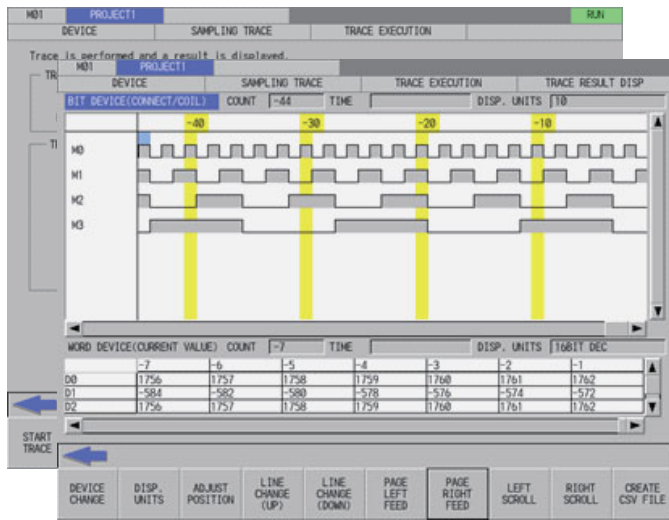 M01 PROJECT1 RUN
DEVICE SAMPLING TRACE TRACE EXECUTION
Trace is performed and a result is displayed.
M01 PROJECT1
DEVICE SAMPLING TRACE TRACE EXECUTION TRACE RESULT DISP
TR
BIT DEVICE(CONNECT/COIL) COUNT -44 TIME DISP. UNITS 10
-40 -30 -20 -10
M0
M1
M2
M3
WORD DEVICE(CURRENT VALUE) COUNT -7 TIME DISP. UNITS 16BIT DEC
-7 -6 -5 -4 -3 -2 -1
D0 1756 1757 1758 1759 1760 1761 1762
D1 -584 -582 -580 -578 -576 -574 -572
D2 1756 1757 1758 1759 1760 1761 1762
START
TRACE
DEVICE CHANGE
DISP. UNITS
ADJUST POSITION
LINE CHANGE (UP)
LINE CHANGE (DOWN)
PAGE LEFT FEED
PAGE RIGHT FEED
LEFT SCROLL
RIGHT SCROLL
CREATE CSV FILE